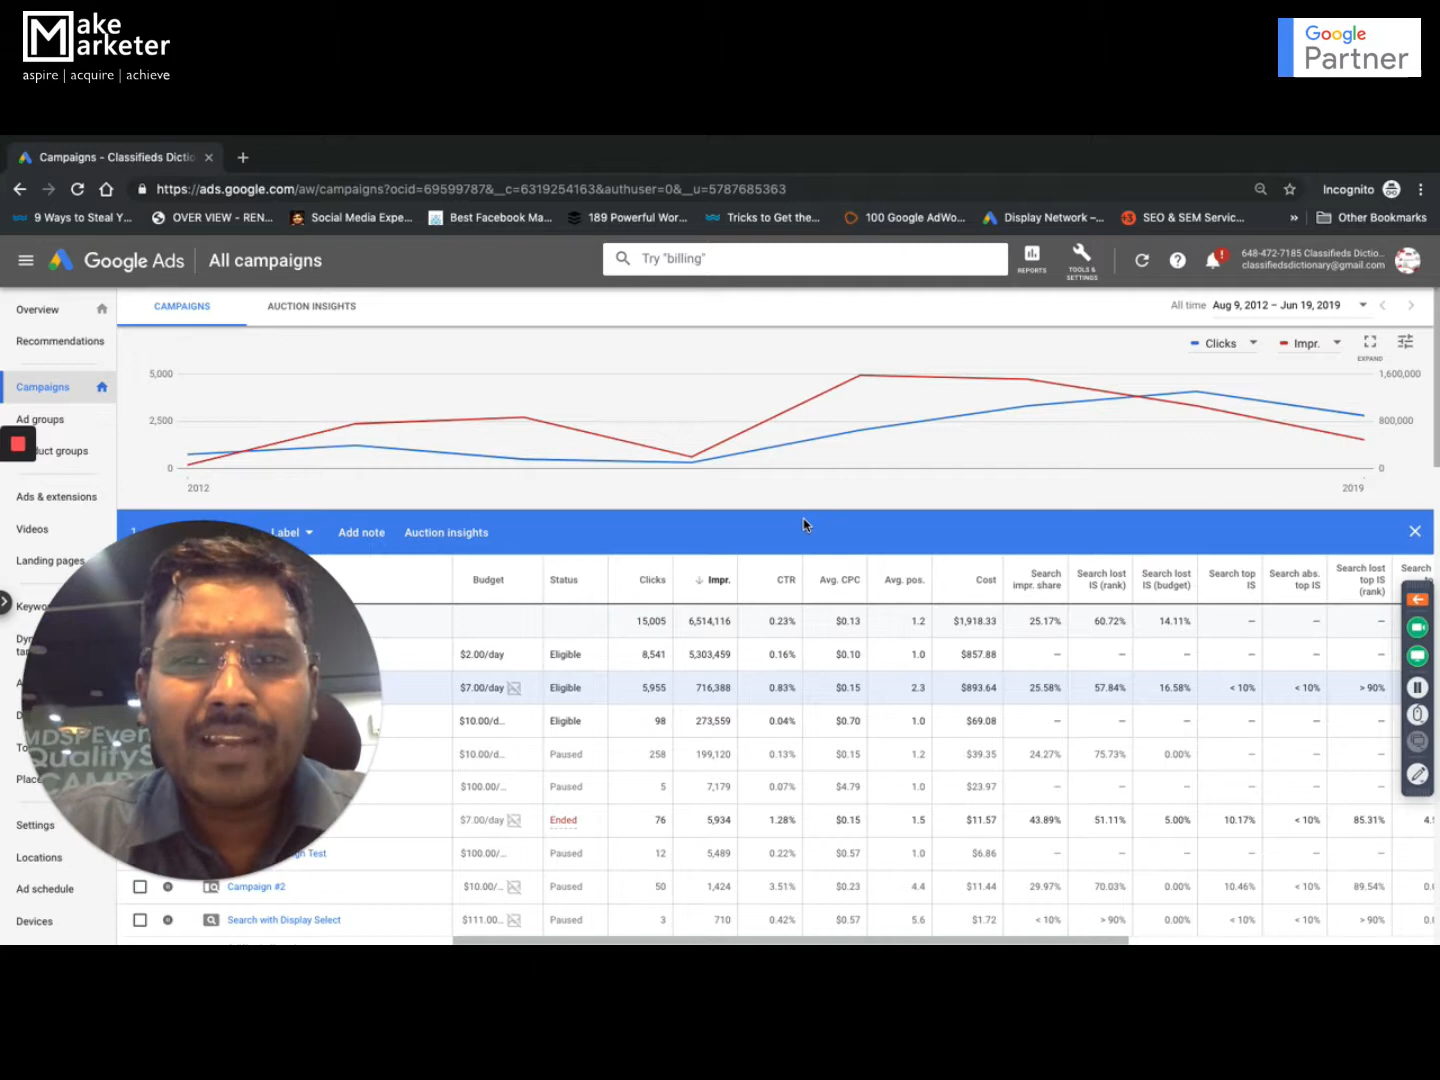 Make
Marketer
aspire | acquire | achieve
Google
Partner
Campaigns - Classifieds Dictio
https://ads.google.com/aw/campaigns?ocid=69599787&__c=6319254163&authuser=0&__u=5787685363
Incognito
9 Ways to Steal Y...
OVER VIEW - REN...
Social Media Expe...
Best Facebook Ma...
189 Powerful Wor...
Tricks to Get the...
100 Google AdWo...
Display Network –...
SEO & SEM Servic...
»
Other Bookmarks
Google Ads
All campaigns
Try "billing"
REPORTS
TOOLS &
SETTINGS
648-472-7185 Classifieds Dictio...
classifiedsdictionary@gmail.com
Overview
Recommendations
Campaigns
Ad groups
duct groups
Ads & extensions
Videos
Landing pages
Keywo
Dy
ta
A
D
To
Place
Settings
Locations
Ad schedule
Devices
CAMPAIGNS
AUCTION INSIGHTS
All time Aug 9, 2012 – Jun 19, 2019
Clicks
Impr.
EXPAND
5,000
2,500
0
1,600,000
800,000
0
2012
2019
Label
Add note
Auction insights
Budget Status Clicks Impr. CTR Avg. CPC Avg. pos. Cost Search impr. share Search lost IS (rank) Search lost IS (budget) Search top IS Search abs. top IS Search lost top IS (rank) Search
15,005 6,514,116 0.23% $0.13 1.2 $1,918.33 25.17% 60.72% 14.11% — — —
$2.00/day Eligible 8,541 5,303,459 0.16% $0.10 1.0 $857.88 — — — — — —
$7.00/day Eligible 5,955 716,388 0.83% $0.15 2.3 $893.64 25.58% 57.84% 16.58% < 10% < 10% > 90%
$10.00/d... Eligible 98 273,559 0.04% $0.70 1.0 $69.08 — — — — — —
$10.00/d... Paused 258 199,120 0.13% $0.15 1.2 $39.35 24.27% 75.73% 0.00% — — —
$100.00/... Paused 5 7,179 0.07% $4.79 1.0 $23.97 — — — — — —
$7.00/day Ended 76 5,934 1.28% $0.15 1.5 $11.57 43.89% 51.11% 5.00% 10.17% < 10% 85.31% 4.
gn Test $100.00/... Paused 12 5,489 0.22% $0.57 1.0 $6.86 — — — — — —
Campaign #2 $10.00/... Paused 50 1,424 3.51% $0.23 4.4 $11.44 29.97% 70.03% 0.00% 10.46% < 10% 89.54% 0.
Search with Display Select $111.00... Paused 3 710 0.42% $0.57 5.6 $1.72 < 10% > 90% 0.00% < 10% < 10% > 90% 0.
MDSP Even
QualityS
CAMP